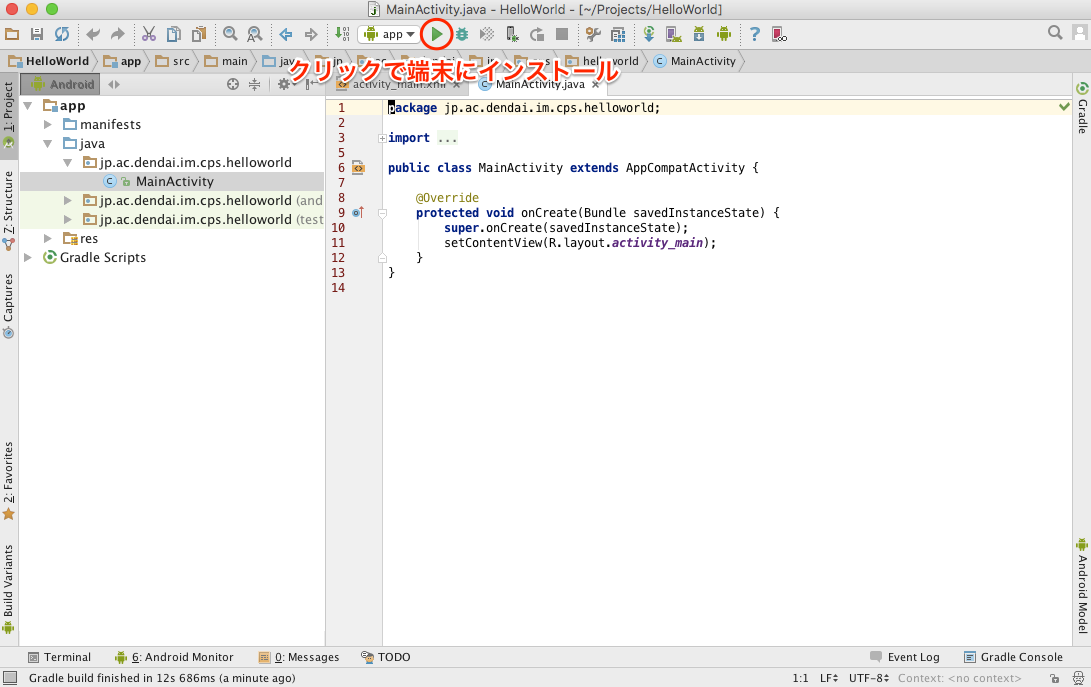 MainActivity.java - HelloWorld - [~/Projects/HelloWorld]
app
HelloWorld app src main helloworld MainActivity
クリックで端末にインストール
Android
activity_main.xml
MainActivity.java
1: Project
Z: Structure
Captures
2: Favorites
Build Variants
app
manifests
java
jp.ac.dendai.im.cps.helloworld
MainActivity
jp.ac.dendai.im.cps.helloworld (and
jp.ac.dendai.im.cps.helloworld (test
res
Gradle Scripts
1 package jp.ac.dendai.im.cps.helloworld;
2
3 import ...
5
6 public class MainActivity extends AppCompatActivity {
7
8 @Override
9 protected void onCreate(Bundle savedInstanceState) {
10 super.onCreate(savedInstanceState);
11 setContentView(R.layout.activity_main);
12 }
13 }
14
Gradle
Android Model
Terminal 6: Android Monitor 0: Messages TODO Event Log Gradle Console
Gradle build finished in 12s 686ms (a minute ago) 1:1 LF UTF-8 Context: <no context>